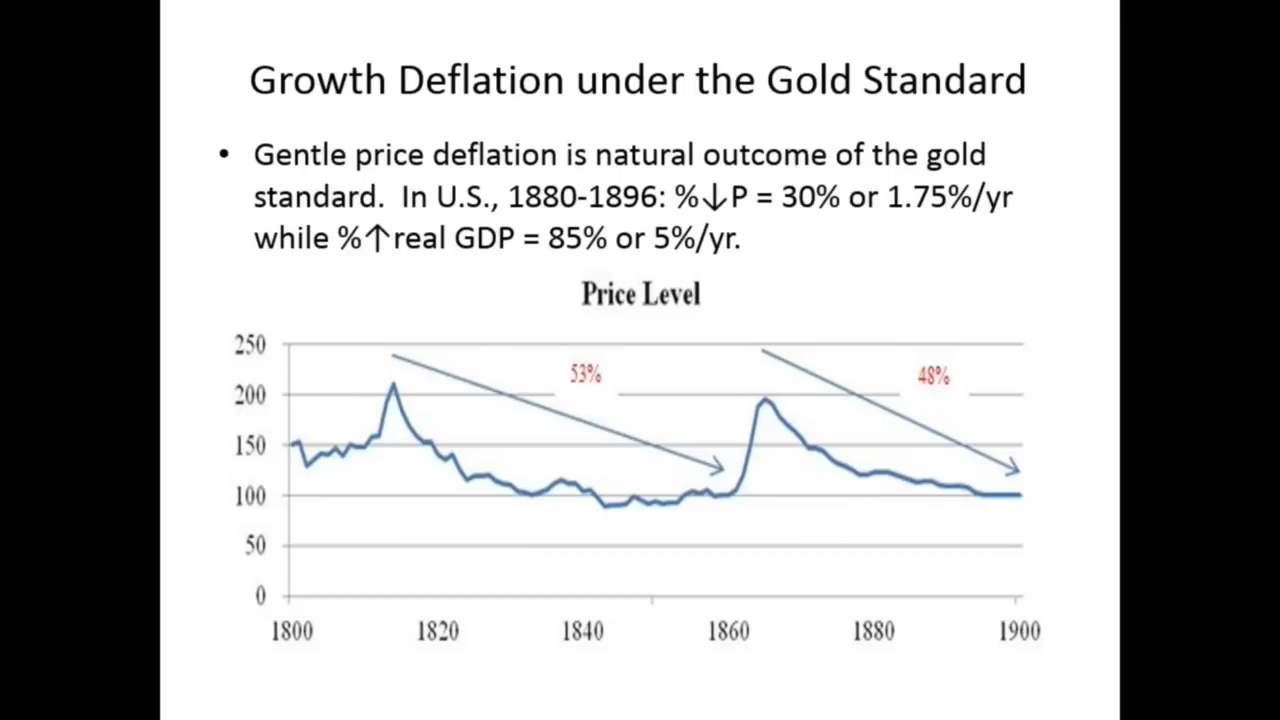 Growth Deflation under the Gold Standard
• Gentle price deflation is natural outcome of the gold
standard. In U.S., 1880-1896: %↓P = 30% or 1.75%/yr
while %↑real GDP = 85% or 5%/yr.
Price Level
250
53%
48%
200
150
100
50
0
1800 1820 1840 1860 1880 1900